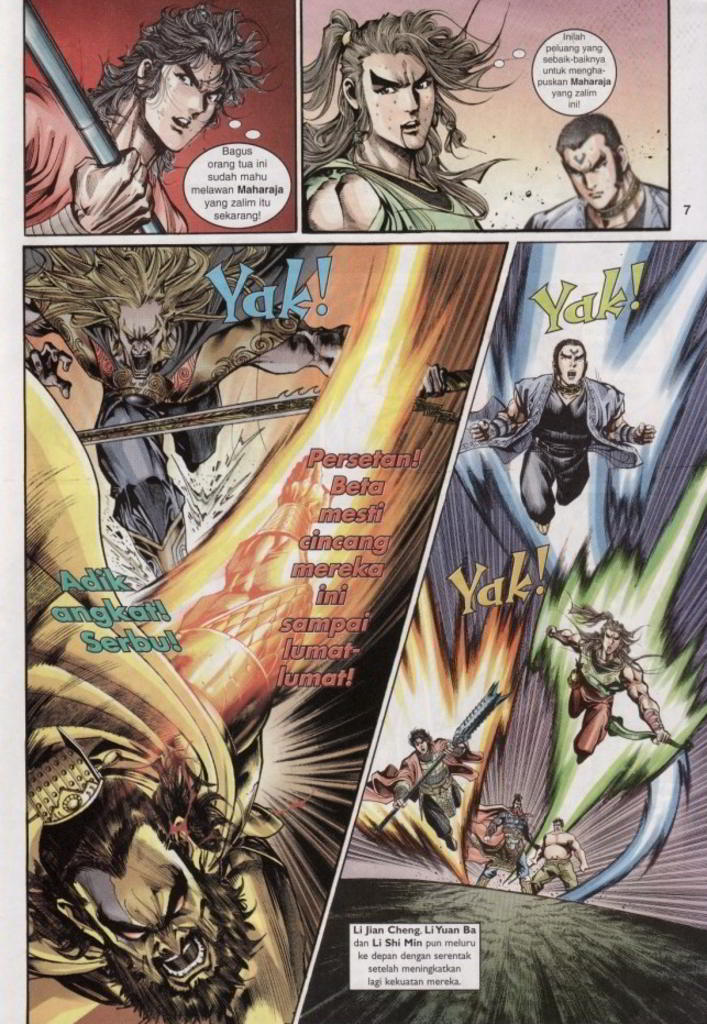 Bagus
orang tua ini
sudah mahu
melawan Maharaja
yang zalim itu
sekarang!
Inilah
peluang yang
sebaik-baiknya
untuk mengha-
puskan Maharaja
yang zalim
ini!
7
Yak!
Persetan!
Beta
mesti
cincang
mereka
ini
sampai
lumat-
lumat!
Adik
angkat!
Serbu!
Yak!
Yak!
Li Jian Cheng, Li Yuan Ba
dan Li Shi Min pun meluru
ke depan dengan serentak
setelah meningkatkan
lagi kekuatan mereka.